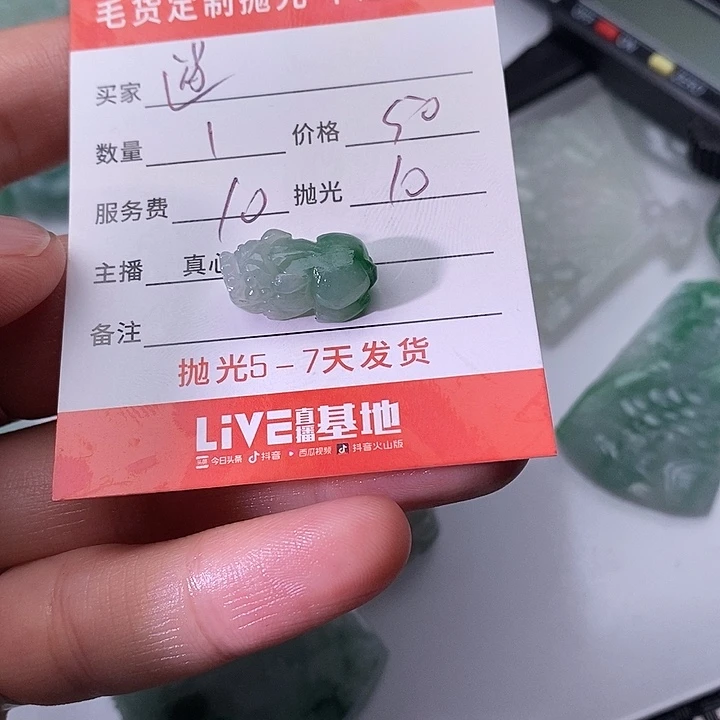 毛货定制抛光
买家 逍
数量 1 价格 50
服务费 10 抛光 10
主播 真心
备注
抛光5-7天发货
LiVE直播基地
头条 今日头条 抖音 西瓜视频 抖音火山版